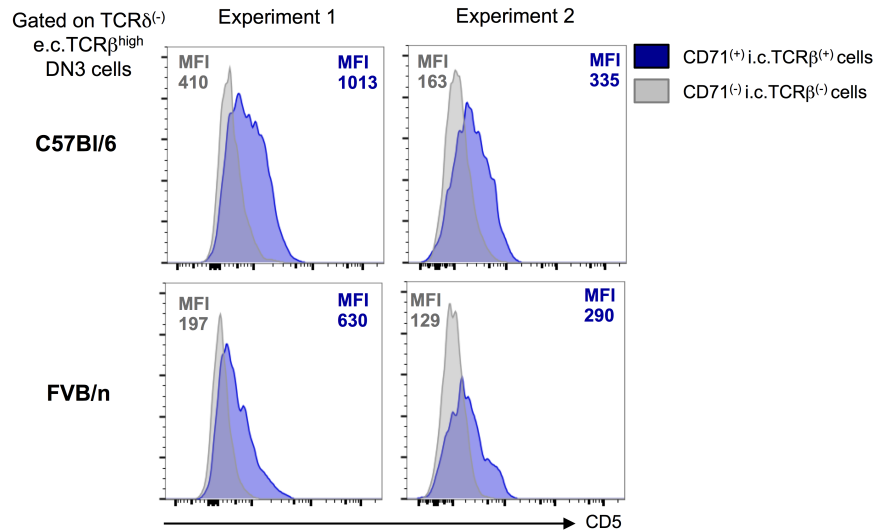 Gated on TCRδ(-)
e.c.TCRβhigh
DN3 cells
Experiment 1
Experiment 2
CD71(+) i.c.TCRβ(+) cells
CD71(-) i.c.TCRβ(-) cells
C57Bl/6
MFI
410
MFI
1013
MFI
163
MFI
335
FVB/n
MFI
197
MFI
630
MFI
129
MFI
290
CD5